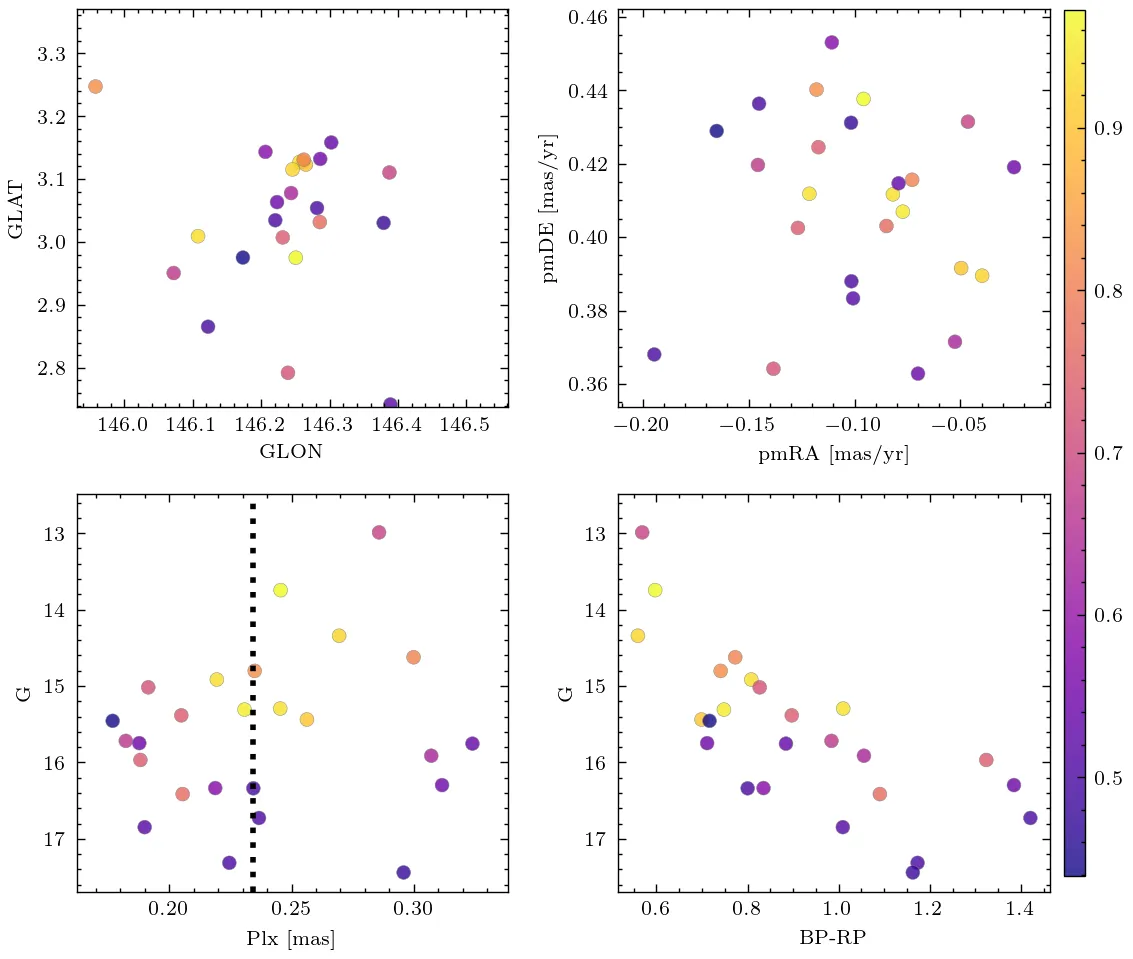 3.3
3.2
3.1
3.0
2.9
2.8
GLAT
146.0 146.1 146.2 146.3 146.4 146.5
GLON
0.46
0.44
0.42
0.40
0.38
0.36
pmDE [mas/yr]
−0.20 −0.15 −0.10 −0.05
pmRA [mas/yr]
13
14
15
16
17
G
0.20 0.25 0.30
Plx [mas]
13
14
15
16
17
G
0.6 0.8 1.0 1.2 1.4
BP-RP
0.9
0.8
0.7
0.6
0.5